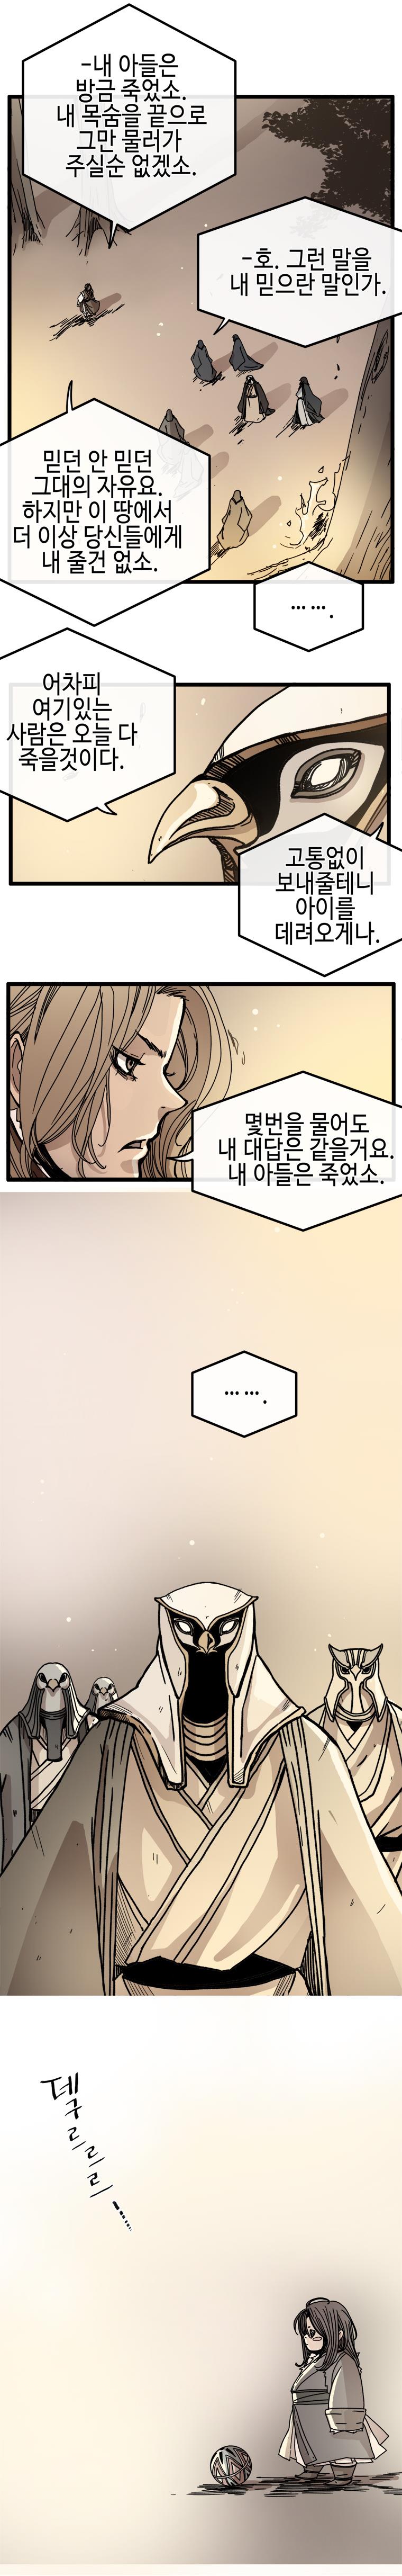 -내 아들은
방금 죽었소.
내 목숨을 끝으로
그만 물러가
주실순 없겠소.
-호. 그런 말을
내 믿으란 말인가.
믿던 안 믿던
그대의 자유요.
하지만 이 땅에서
더 이상 당신들에게
내 줄건 없소.
... ... .
어차피
여기있는
사람은 오늘 다
죽을것이다.
고통없이
보내줄테니
아이를
데려오게나.
몇번을 물어도
내 대답은 같을거요.
내 아들은 죽었소.
... ... .
데구르르르...